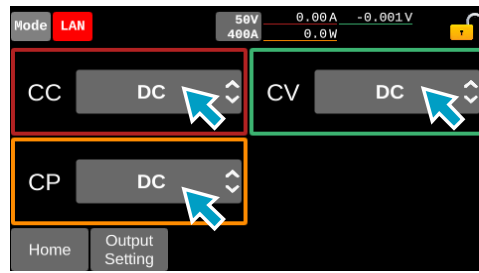 Mode LAN 50V 0.00A -0.001V
400A 0.0W
CC DC CV DC
CP DC
Home Output
Setting